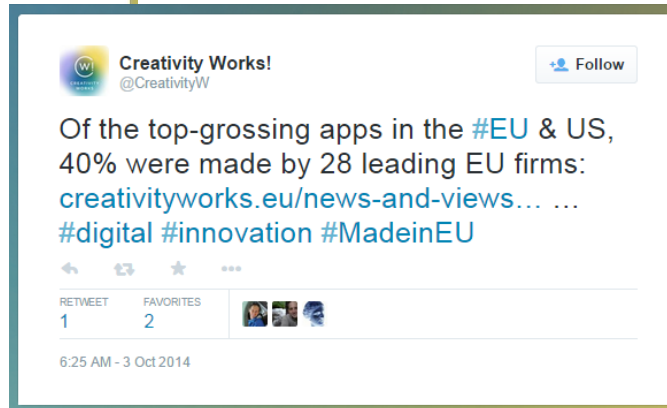 Creativity Works!
@CreativityW
Follow
Of the top-grossing apps in the #EU & US,
40% were made by 28 leading EU firms:
creativityworks.eu/news-and-views… …
#digital #innovation #MadeinEU
RETWEET FAVORITES
1 2
6:25 AM - 3 Oct 2014